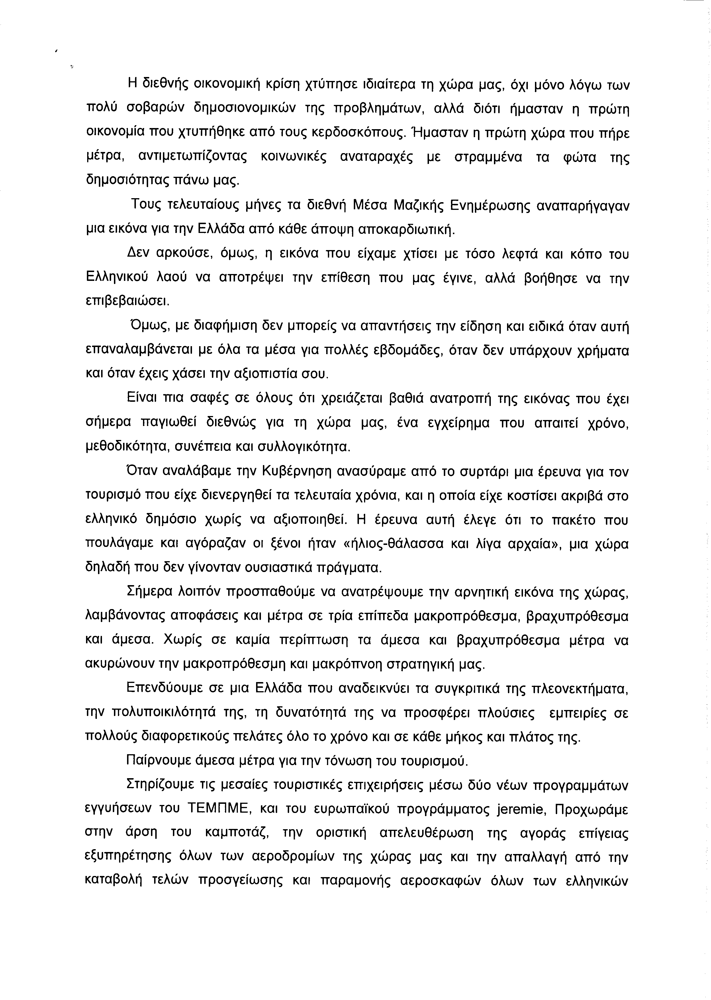 Η διεθνής οικονομική κρίση χτύπησε ιδιαίτερα τη χώρα μας, όχι μόνο λόγω των
πολύ σοβαρών δημοσιονομικών της προβλημάτων, αλλά διότι ήμασταν η πρώτη
οικονομία που χτυπήθηκε από τους κερδοσκόπους. Ήμασταν η πρώτη χώρα που πήρε
μέτρα, αντιμετωπίζοντας κοινωνικές αναταραχές με στραμμένα τα φώτα της
δημοσιότητας πάνω μας.
Τους τελευταίους μήνες τα διεθνή Μέσα Μαζικής Ενημέρωσης αναπαρήγαγαν
μια εικόνα για την Ελλάδα από κάθε άποψη αποκαρδιωτική.
Δεν αρκούσε, όμως, η εικόνα που είχαμε χτίσει με τόσο λεφτά και κόπο του
Ελληνικού λαού να αποτρέψει την επίθεση που μας έγινε, αλλά βοήθησε να την
επιβεβαιώσει.
Όμως, με διαφήμιση δεν μπορείς να απαντήσεις την είδηση και ειδικά όταν αυτή
επαναλαμβάνεται με όλα τα μέσα για πολλές εβδομάδες, όταν δεν υπάρχουν χρήματα
και όταν έχεις χάσει την αξιοπιστία σου.
Είναι πια σαφές σε όλους ότι χρειάζεται βαθιά ανατροπή της εικόνας που έχει
σήμερα παγιωθεί διεθνώς για τη χώρα μας, ένα εγχείρημα που απαιτεί χρόνο,
μεθοδικότητα, συνέπεια και συλλογικότητα.
Όταν αναλάβαμε την Κυβέρνηση ανασύραμε από το συρτάρι μια έρευνα για τον
τουρισμό που είχε διενεργηθεί τα τελευταία χρόνια, και η οποία είχε κοστίσει ακριβά στο
ελληνικό δημόσιο χωρίς να αξιοποιηθεί. Η έρευνα αυτή έλεγε ότι το πακέτο που
πουλάγαμε και αγόραζαν οι ξένοι ήταν «ήλιος-θάλασσα και λίγα αρχαία», μια χώρα
δηλαδή που δεν γίνονταν ουσιαστικά πράγματα.
Σήμερα λοιπόν προσπαθούμε να ανατρέψουμε την αρνητική εικόνα της χώρας,
λαμβάνοντας αποφάσεις και μέτρα σε τρία επίπεδα μακροπρόθεσμα, βραχυπρόθεσμα
και άμεσα. Χωρίς σε καμία περίπτωση τα άμεσα και βραχυπρόθεσμα μέτρα να
ακυρώνουν την μακροπρόθεσμη και μακρόπνοη στρατηγική μας.
Επενδύουμε σε μια Ελλάδα που αναδεικνύει τα συγκριτικά της πλεονεκτήματα,
την πολυποικιλότητά της, τη δυνατότητά της να προσφέρει πλούσιες εμπειρίες σε
πολλούς διαφορετικούς πελάτες όλο το χρόνο και σε κάθε μήκος και πλάτος της.
Παίρνουμε άμεσα μέτρα για την τόνωση του τουρισμού.
Στηρίζουμε τις μεσαίες τουριστικές επιχειρήσεις μέσω δύο νέων προγραμμάτων
εγγυήσεων του ΤΕΜΠΜΕ, και του ευρωπαϊκού προγράμματος jeremie, Προχωράμε
στην άρση του καμποτάζ, την οριστική απελευθέρωση της αγοράς επίγειας
εξυπηρέτησης όλων των αεροδρομίων της χώρας μας και την απαλλαγή από την
καταβολή τελών προσγείωσης και παραμονής αεροσκαφών όλων των ελληνικών